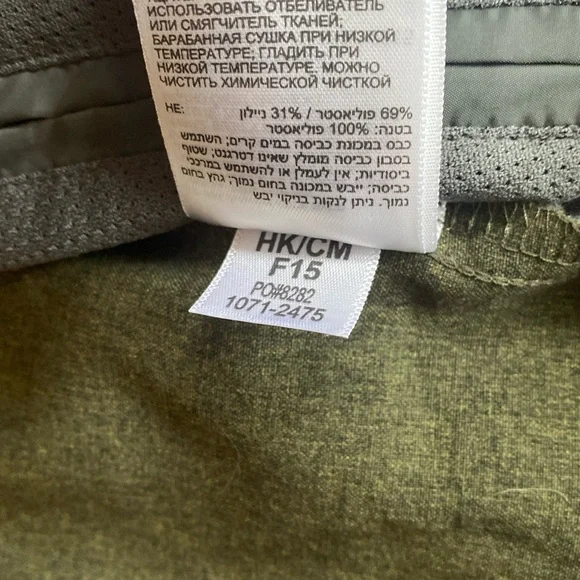 ИСПОЛЬЗОВАТЬ ОТБЕЛИВАТЕЛЬ
ИЛИ СМЯГЧИТЕЛЬ ТКАНЕЙ;
БАРАБАННАЯ СУШКА ПРИ НИЗКОЙ
ТЕМПЕРАТУРЕ; ГЛАДИТЬ ПРИ
НИЗКОЙ ТЕМПЕРАТУРЕ. МОЖНО
ЧИСТИТЬ ХИМИЧЕСКОЙ ЧИСТКОЙ
HE:
69% פוליאסטר / 31% ניילון
בטנה: 100% פוליאסטר
כבס במכונת כביסה במים קרים; השתמש
בסבון כביסה מומלץ שאינו דטרגנט; שטוף
ביסודיות; אין לעמלן או להשתמש במרככי
כביסה; ייבש במכונה בחום נמוך; גהץ בחום
נמוך. ניתן לנקות בניקוי יבש
HK/CM
F15
PO#8282
1071-2475